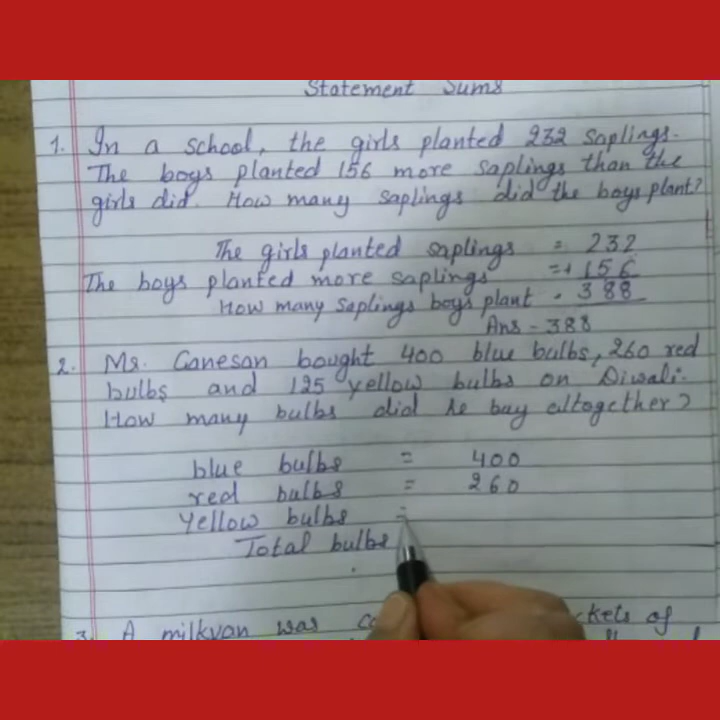 Statement Sums
1. In a school, the girls planted 232 saplings.
The boys planted 156 more saplings than the
girls did. How many saplings did the boys plant?
The girls planted saplings = 232
The boys planted more saplings =+ 156
How many saplings boys plant = 388
Ans - 388
2. Mr. Ganesan bought 400 blue bulbs, 260 red
bulbs and 125 yellow bulbs on Diwali.
How many bulbs did he buy altogether?
blue bulbs = 400
red bulbs = 260
Yellow bulbs =
Total bulbs
3. A milkman was
of